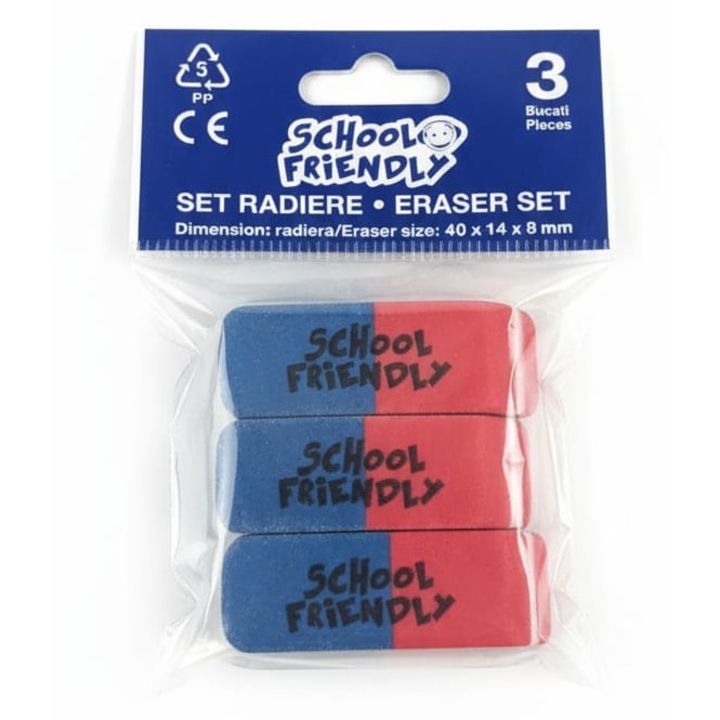 5
PP
CE
3
Bucati
Pieces
SCHOOL
FRiENDLY
SET RADIERE • ERASER SET
Dimension: radiera/Eraser size: 40 x 14 x 8 mm
SCHOOL
FRiENDLY
SCHOOL
FRiENDLY
SCHOOL
FRiENDLY